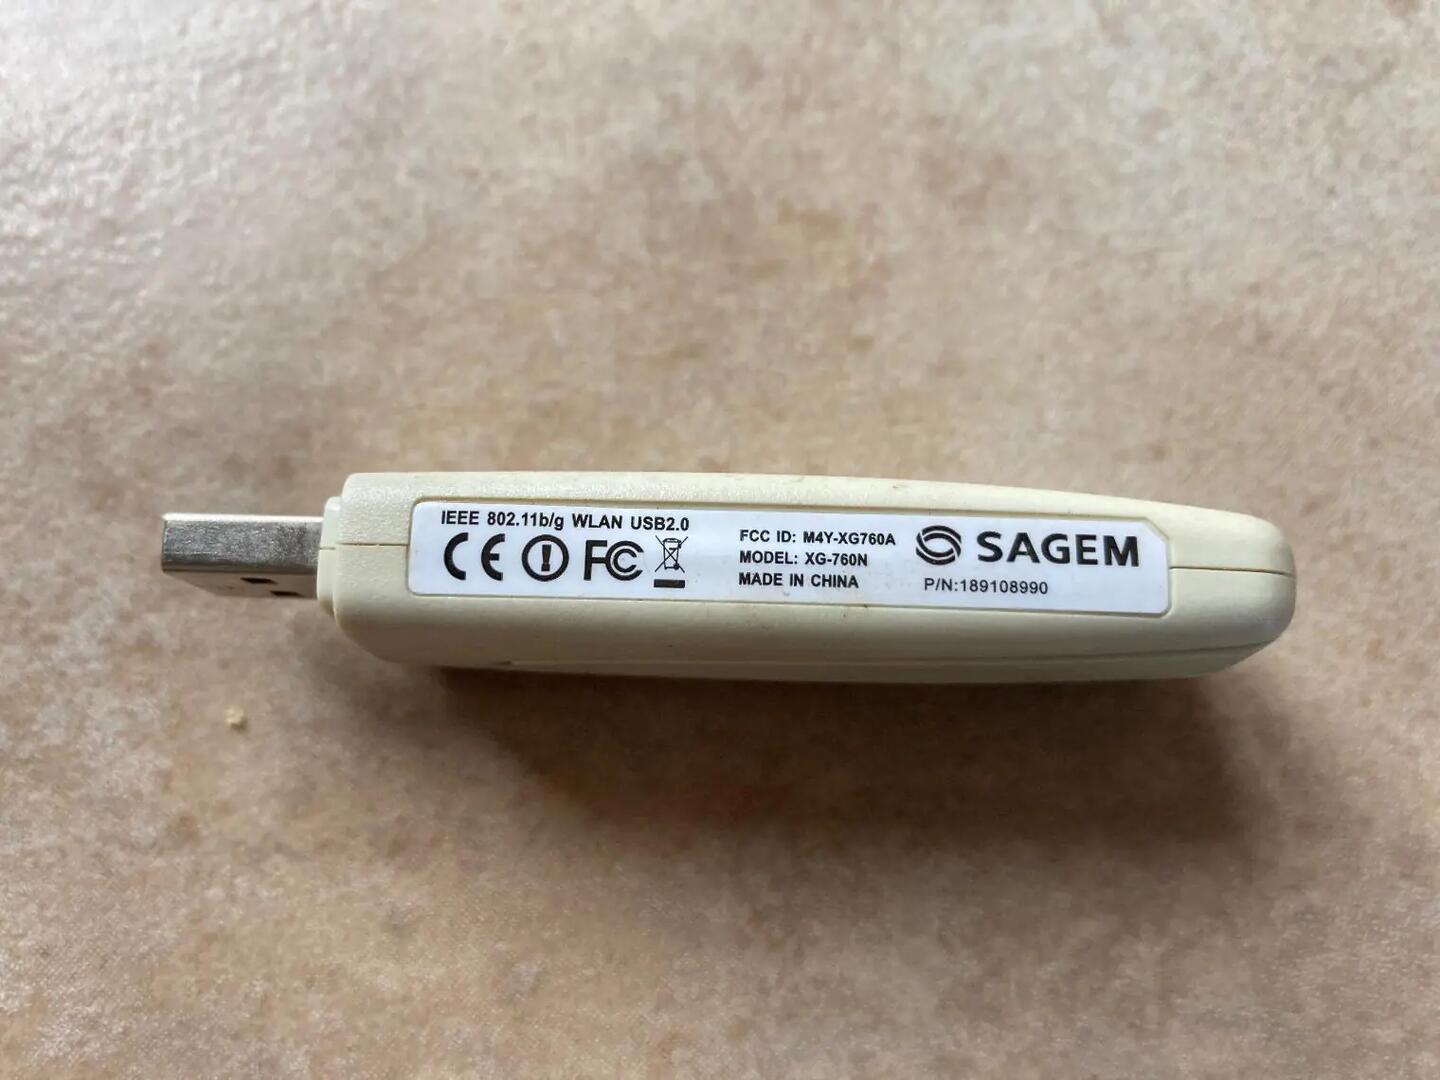 IEEE 802.11b/g WLAN USB2.0
CE FC
FCC ID: M4Y-XG760A
MODEL: XG-760N
MADE IN CHINA
SAGEM
P/N:189108990